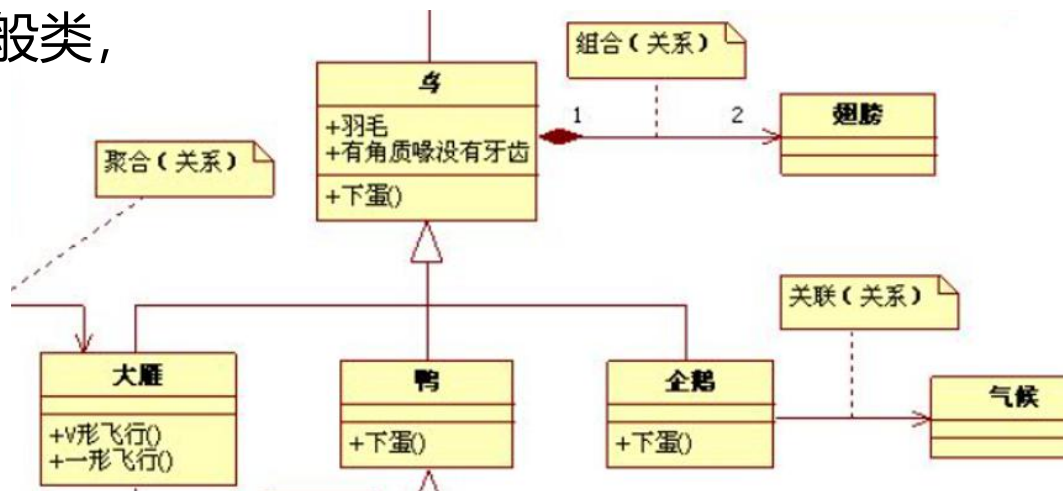 般类，
组合（关系）
鸟
+羽毛
+有角质喙没有牙齿
+下蛋()
1
2
翅膀
聚合（关系）
关联（关系）
大雁
+V形飞行()
+一形飞行()
鸭
+下蛋()
企鹅
+下蛋()
气候